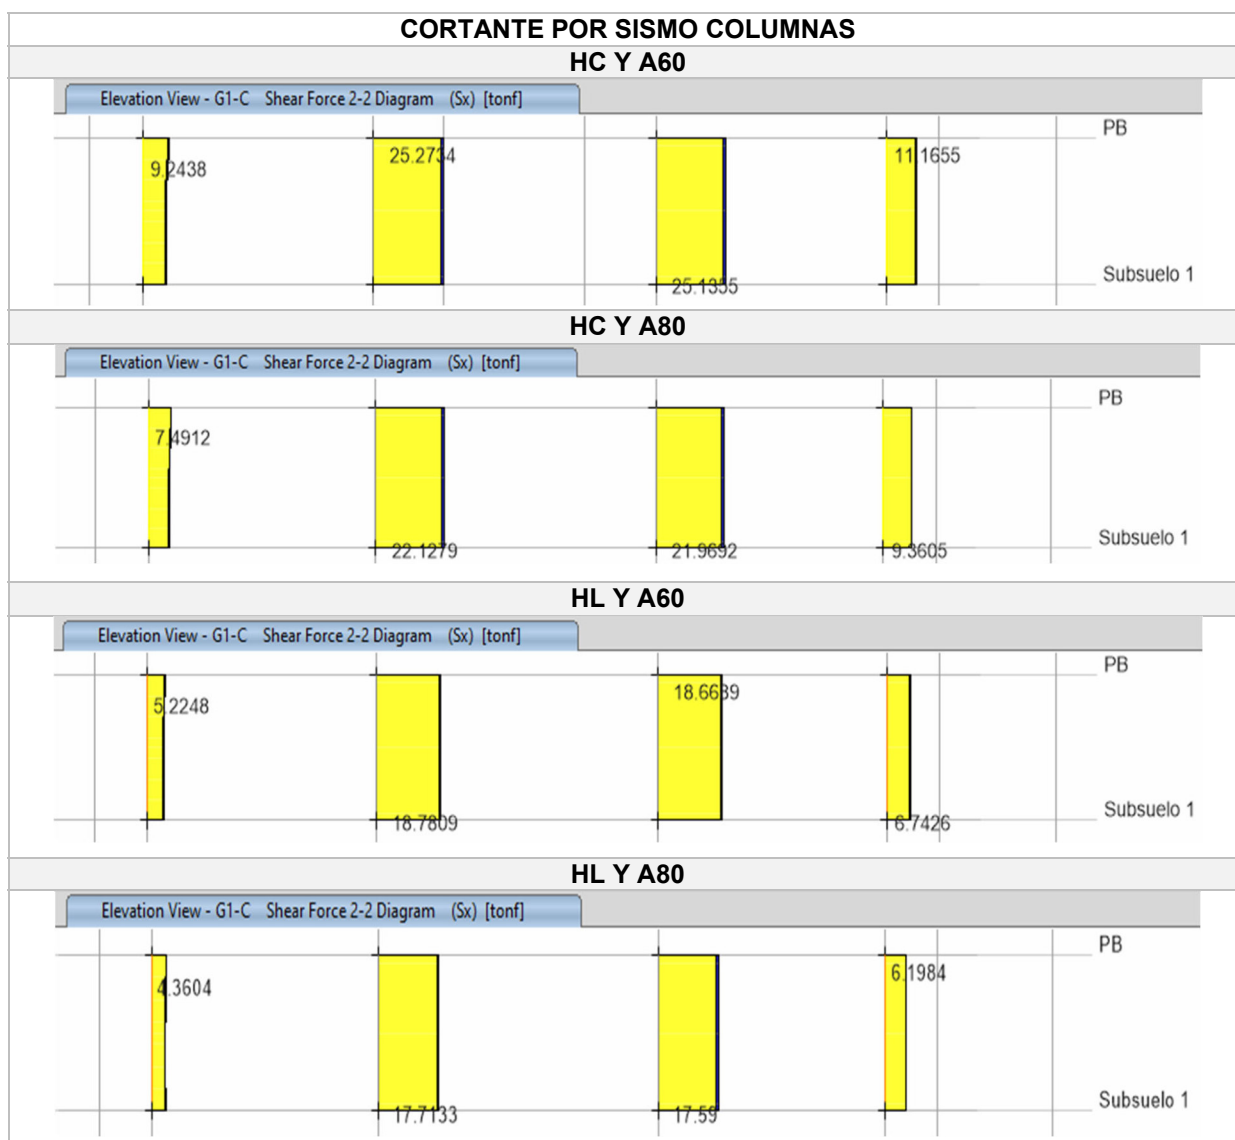 CORTANTE POR SISMO COLUMNAS
HC Y A60
Elevation View - G1-C Shear Force 2-2 Diagram (Sx) [tonf]
PB
9.2438
25.2734
11.1655
25.1355
Subsuelo 1
HC Y A80
Elevation View - G1-C Shear Force 2-2 Diagram (Sx) [tonf]
PB
7.4912
22.1279
21.9692
9.3605
Subsuelo 1
HL Y A60
Elevation View - G1-C Shear Force 2-2 Diagram (Sx) [tonf]
PB
5.2248
18.6639
18.7809
6.7426
Subsuelo 1
HL Y A80
Elevation View - G1-C Shear Force 2-2 Diagram (Sx) [tonf]
PB
4.3604
6.1984
17.7133
17.59
Subsuelo 1